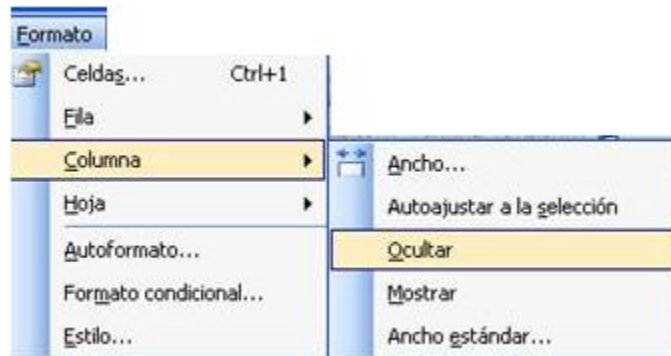 Formato
Celdas... Ctrl+1
Fila
Columna
Hoja
Autoformato...
Formato condicional...
Estilo...
Ancho...
Autoajustar a la selección
Ocultar
Mostrar
Ancho estándar...